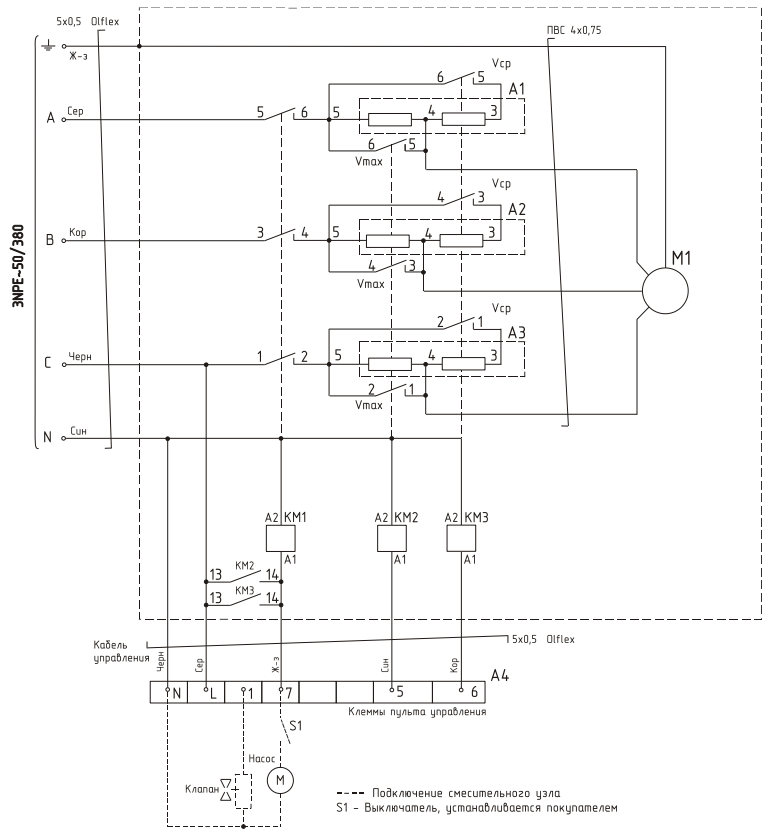 5х0,5 Olflex
ПВС 4х0,75
Ж-з
Vср
6 5
A1
A Сер
5 6 5 4 3
6 5
Vmax
Vср
4 3
A2
B Кор
3 4 5 4 3
4 3
Vmax
M1
3NPE~50/380
Vср
2 1
A3
C Черн
1 2 5 4 3
2 1
Vmax
N Син
A2 KM1
A2 KM2
A2 KM3
A1
A1
A1
13 KM2 14
13 KM3 14
Кабель
управления
5х0,5 Olflex
Черн
Сер
Ж-з
Син
Кор
A4
N L 1 7 5 6
Клеммы пульта управления
S1
Насос
Клапан
M
Подключение смесительного узла
S1 - Выключатель, устанавливается покупателем